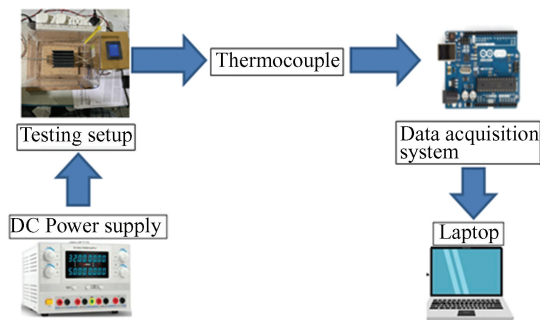 Thermocouple
Testing setup
Data acquisition
system
DC Power supply
Laptop